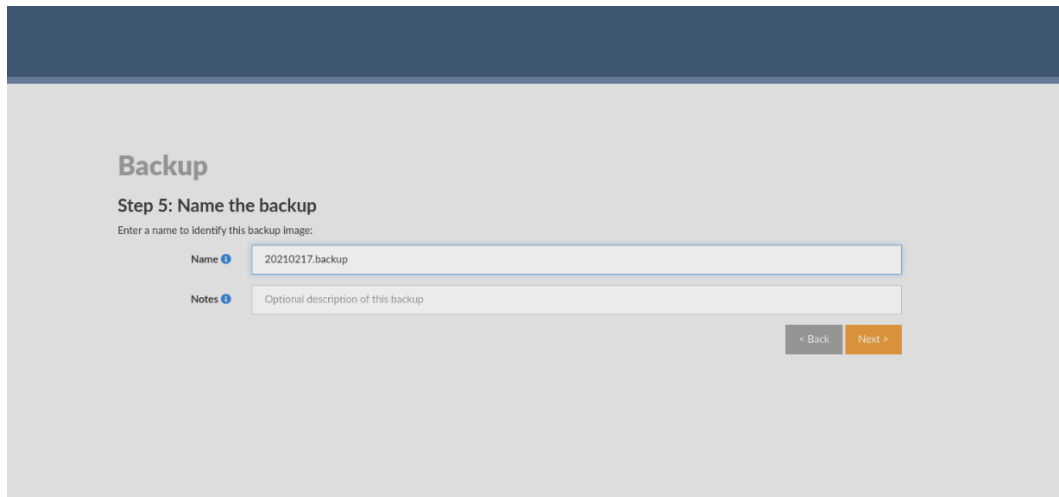 Backup
Step 5: Name the backup
Enter a name to identify this backup image:
Name
20210217.backup
Notes
Optional description of this backup
< Back
Next >